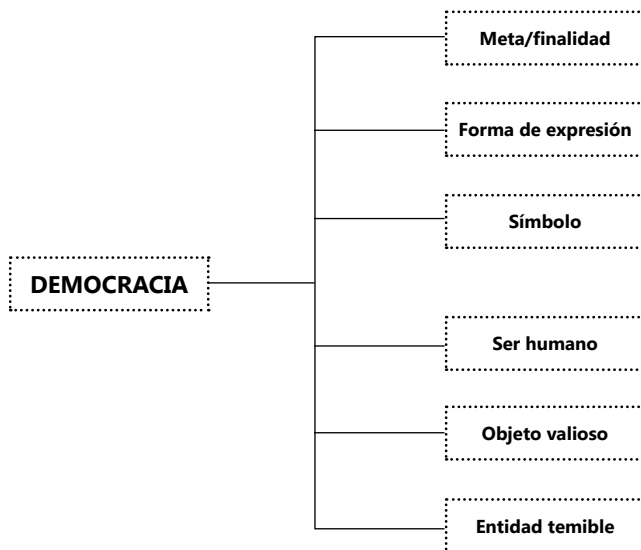 Meta/finalidad
Forma de expresión
Símbolo
DEMOCRACIA
Ser humano
Objeto valioso
Entidad temible